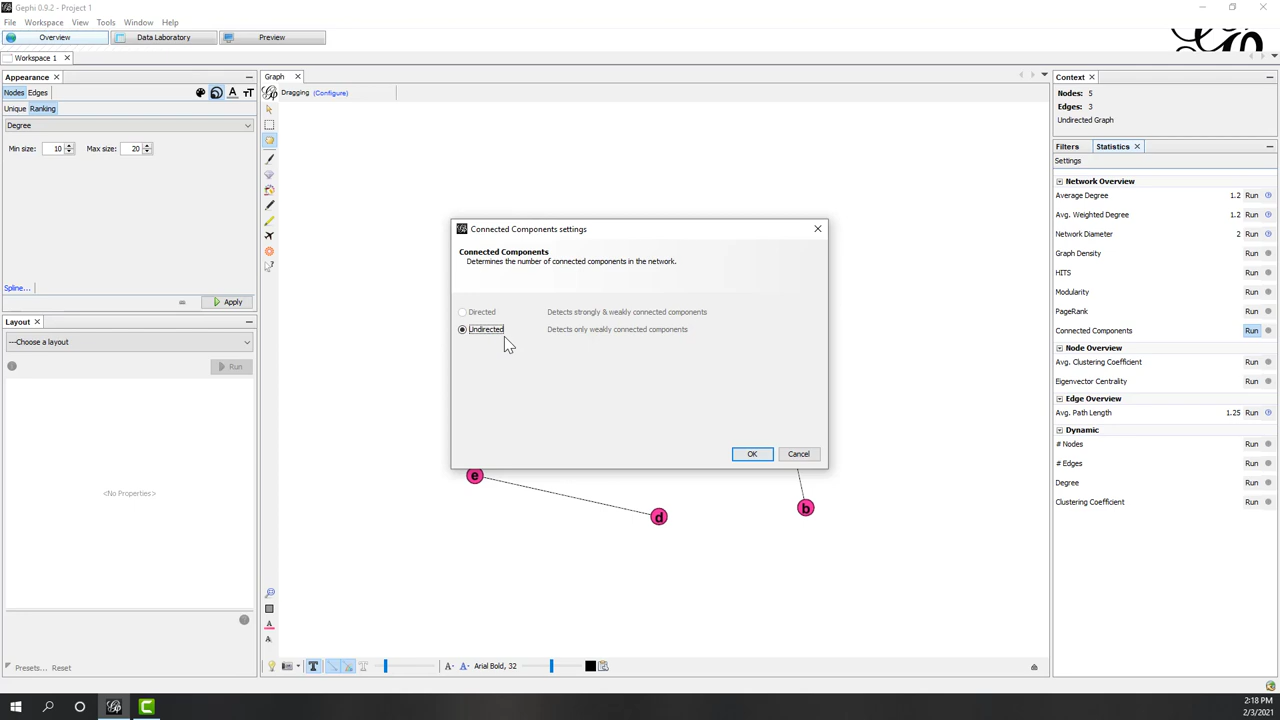 Gephi 0.9.2 - Project 1
File Workspace View Tools Window Help
Overview Data Laboratory Preview
Workspace 1
Appearance
Nodes Edges
Unique Ranking
Degree
Min size: 10 Max size: 20
Spline...
Apply
Layout
---Choose a layout
Run
<No Properties>
Presets... Reset
Graph
Dragging (Configure)
Connected Components settings
Connected Components
Determines the number of connected components in the network.
Directed Detects strongly & weakly connected components
Undirected Detects only weakly connected components
OK Cancel
e
d
b
T T
A- A- Arial Bold, 32
Context
Nodes: 5
Edges: 3
Undirected Graph
Filters Statistics
Settings
Network Overview
Average Degree 1.2 Run
Avg. Weighted Degree 1.2 Run
Network Diameter 2 Run
Graph Density Run
HITS Run
Modularity Run
PageRank Run
Connected Components Run
Node Overview
Avg. Clustering Coefficient Run
Eigenvector Centrality Run
Edge Overview
Avg. Path Length 1.25 Run
Dynamic
# Nodes Run
# Edges Run
Degree Run
Clustering Coefficient Run
2:18 PM
2/3/2021